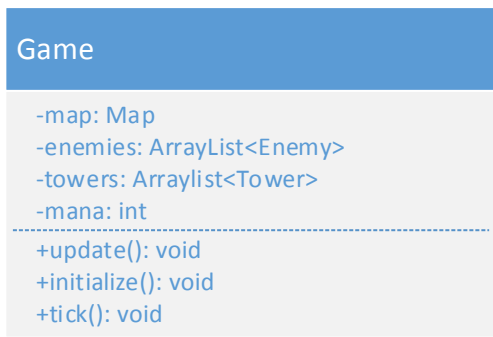 Game
-map: Map
-enemies: ArrayList<Enemy>
-towers: Arraylist<Tower>
-mana: int
+update(): void
+initialize(): void
+tick(): void